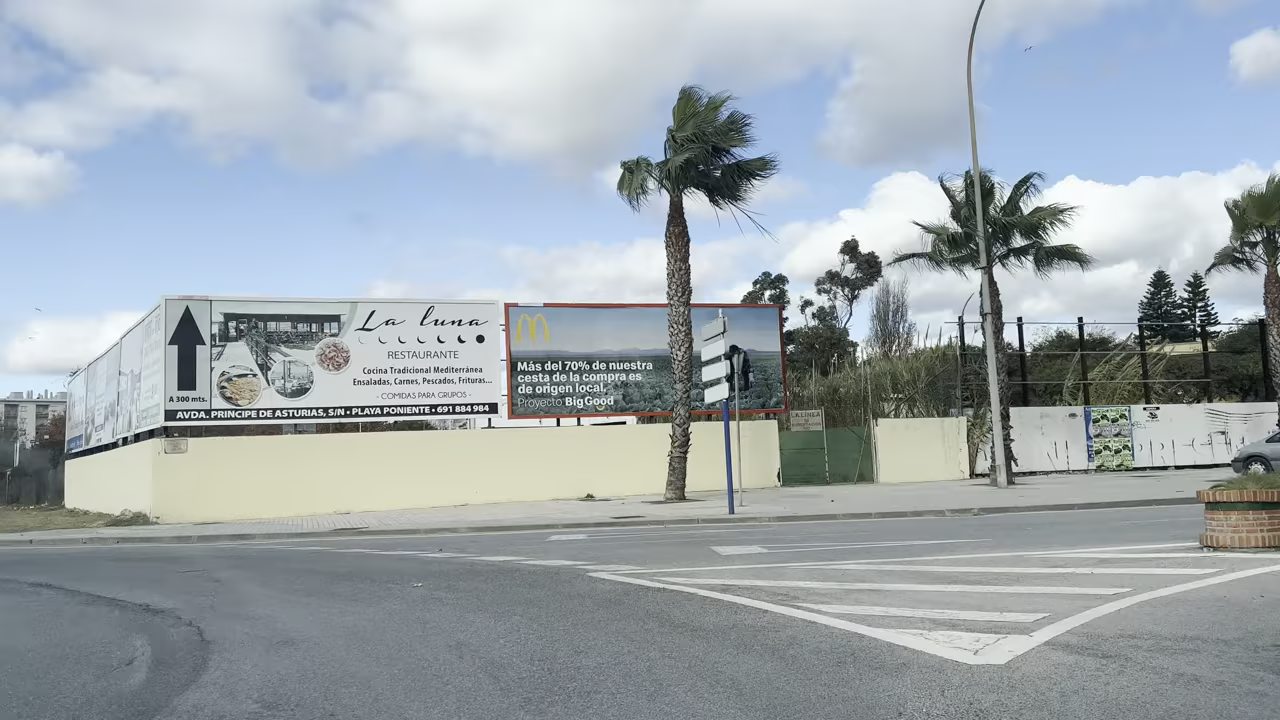 La luna
RESTAURANTE
Cocina Tradicional Mediterránea
Ensaladas, Carnes, Pescados, Frituras...
- COMIDAS PARA GRUPOS -
A 300 mts.
AVDA. PRINCIPE DE ASTURIAS, S/N • PLAYA PONIENTE • 691 884 984
Más del 70% de nuestra
cesta de la compra es
de origen local.
Proyecto BigGood
LA LINEA